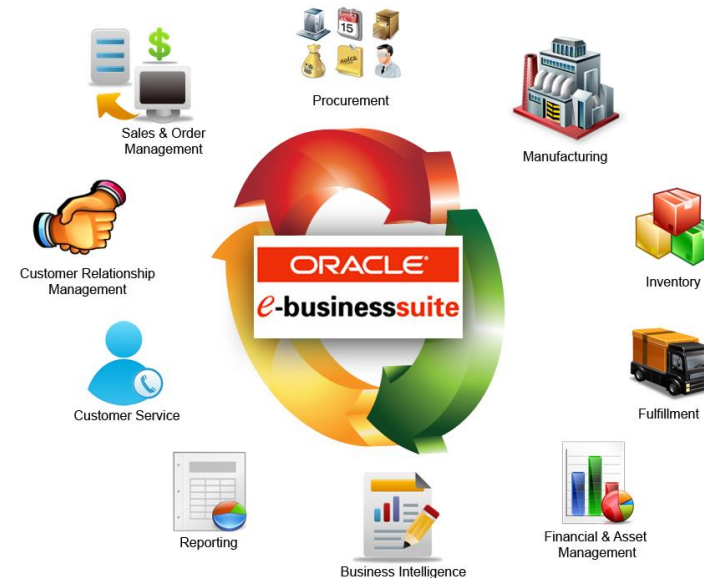 Procurement
15
notes
Sales & Order
Management
Manufacturing
Customer Relationship
Management
ORACLE®
e-businesssuite
Inventory
Customer Service
Fulfillment
Reporting
Business Intelligence
Financial & Asset
Management